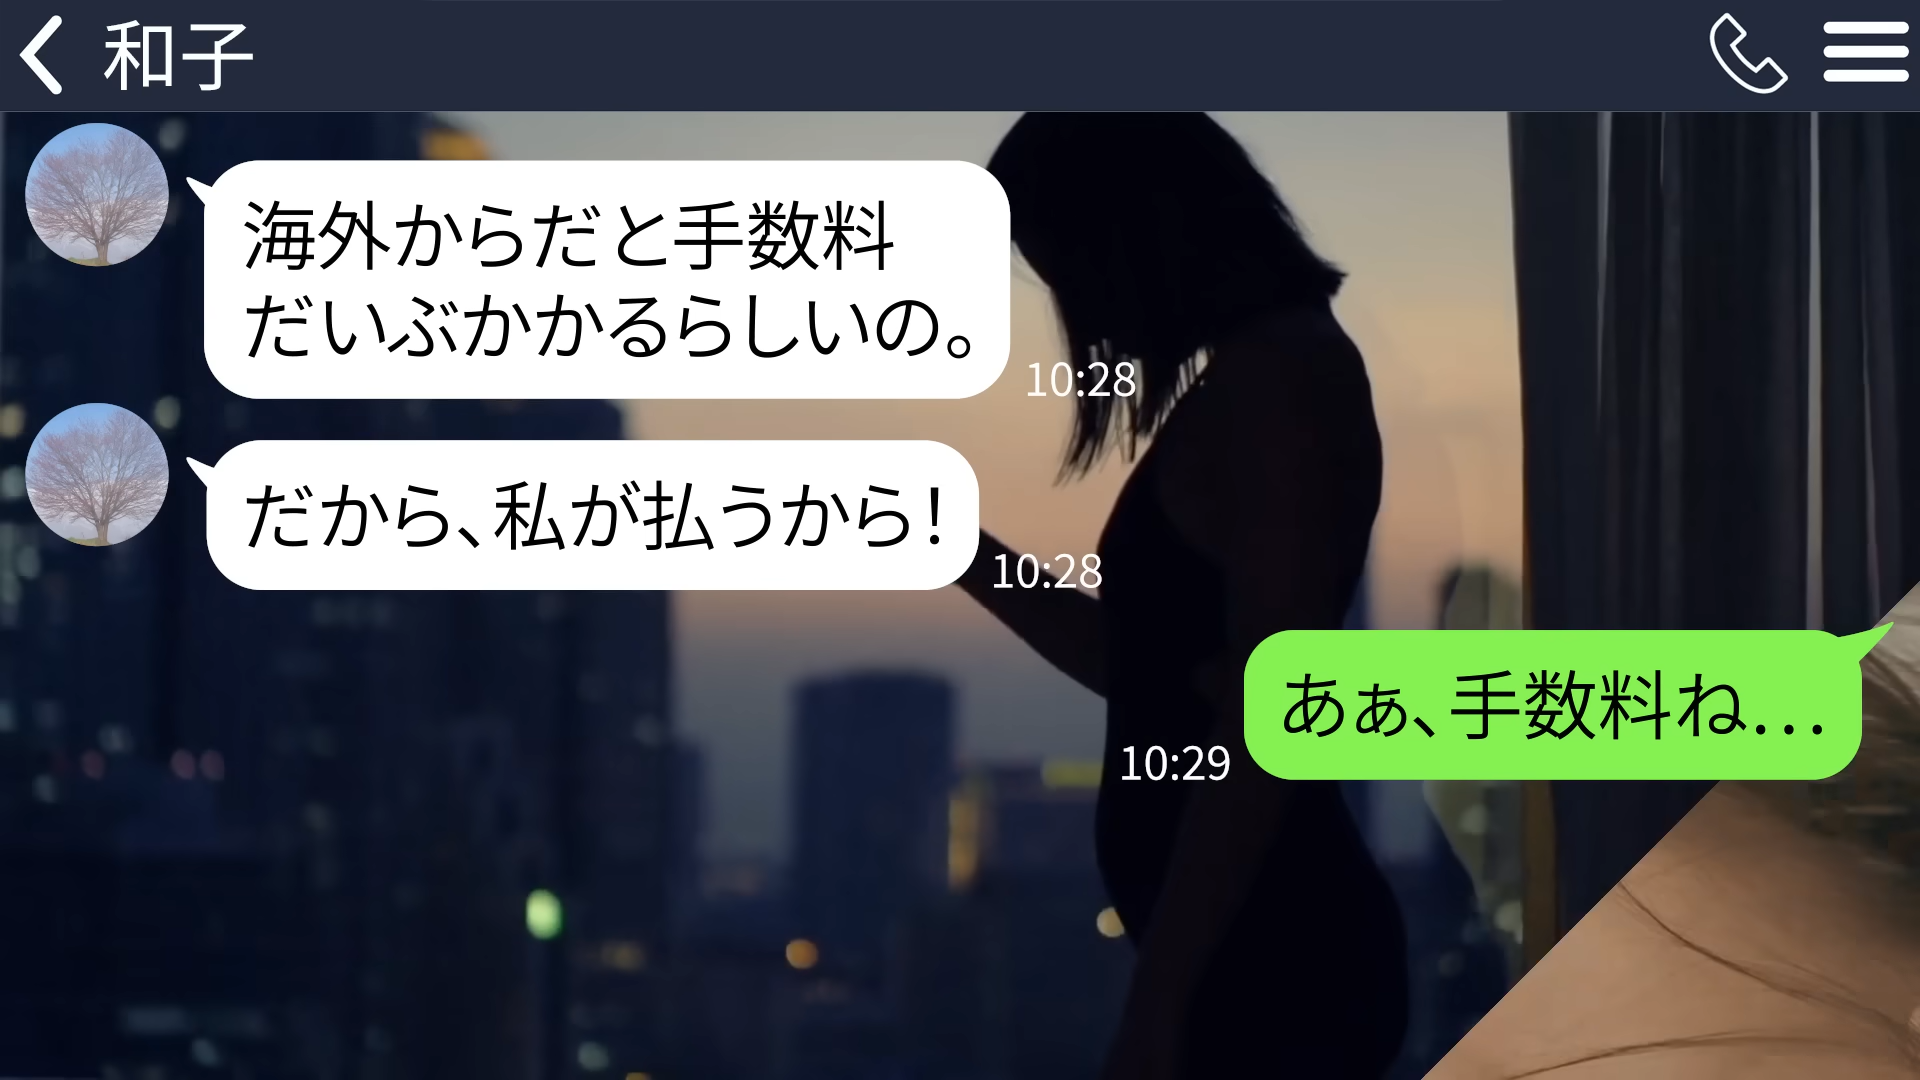 和子
海外からだと手数料
だいぶかかるらしいの。
10:28
だから、私が払うから!
10:28
あぁ、手数料ね...
10:29